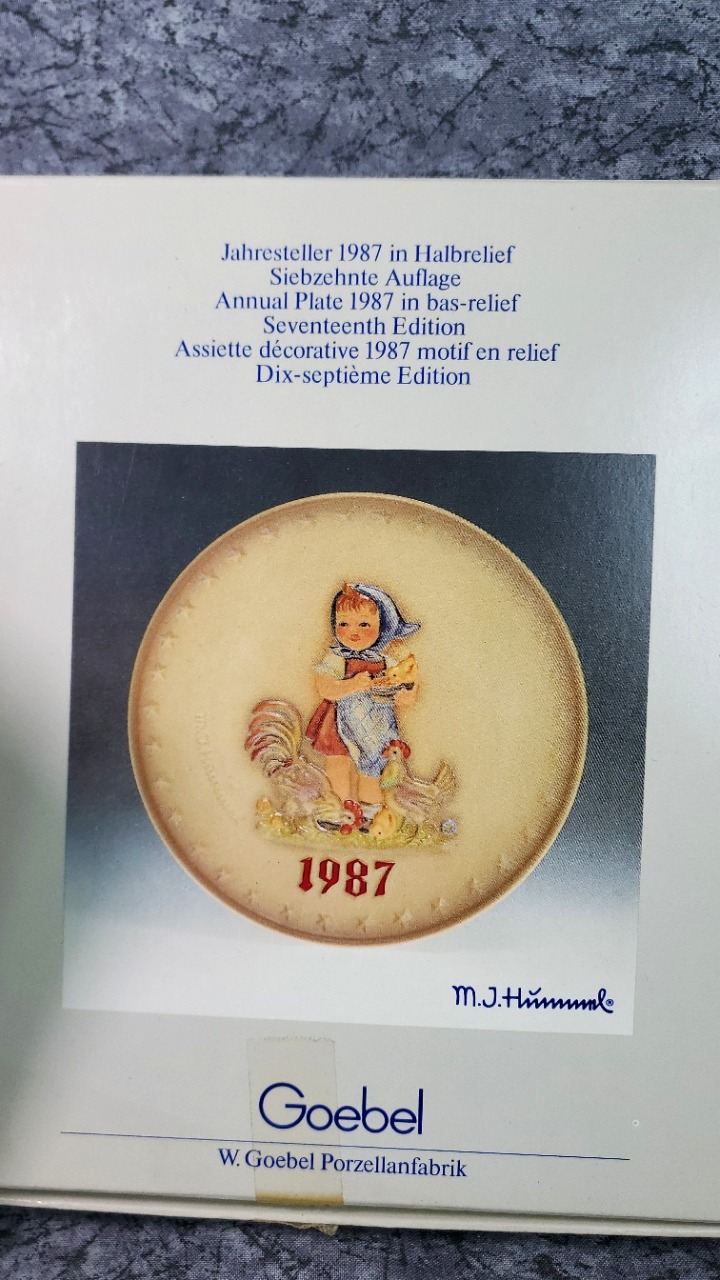 Jahresteller 1987 in Halbrelief
Siebzehnte Auflage
Annual Plate 1987 in bas-relief
Seventeenth Edition
Assiette décorative 1987 motif en relief
Dix-septième Edition
M.J.Hummel
1987
M.J.Hümmel®
Goebel
W. Goebel Porzellanfabrik